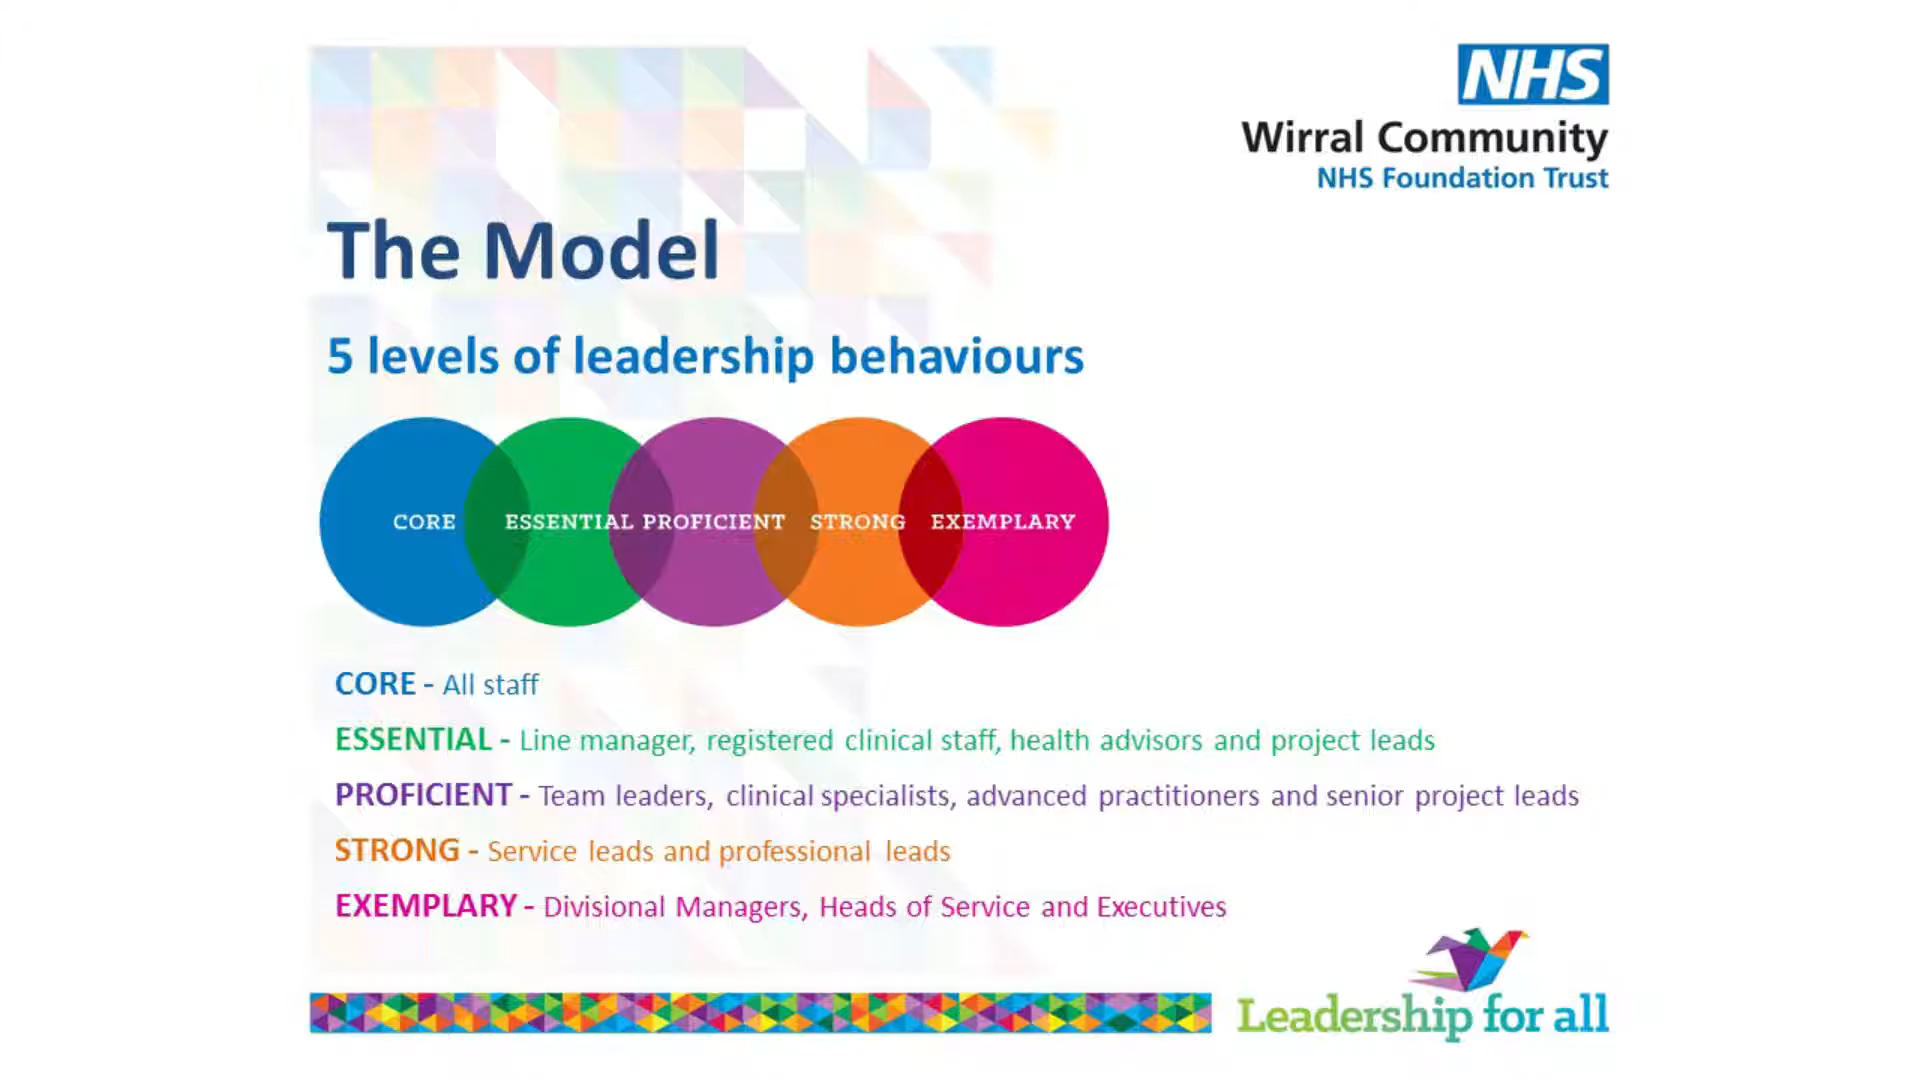 NHS
Wirral Community
NHS Foundation Trust
The Model
5 levels of leadership behaviours
CORE ESSENTIAL PROFICIENT STRONG EXEMPLARY
CORE - All staff
ESSENTIAL - Line manager, registered clinical staff, health advisors and project leads
PROFICIENT - Team leaders, clinical specialists, advanced practitioners and senior project leads
STRONG - Service leads and professional leads
EXEMPLARY - Divisional Managers, Heads of Service and Executives
Leadership for all